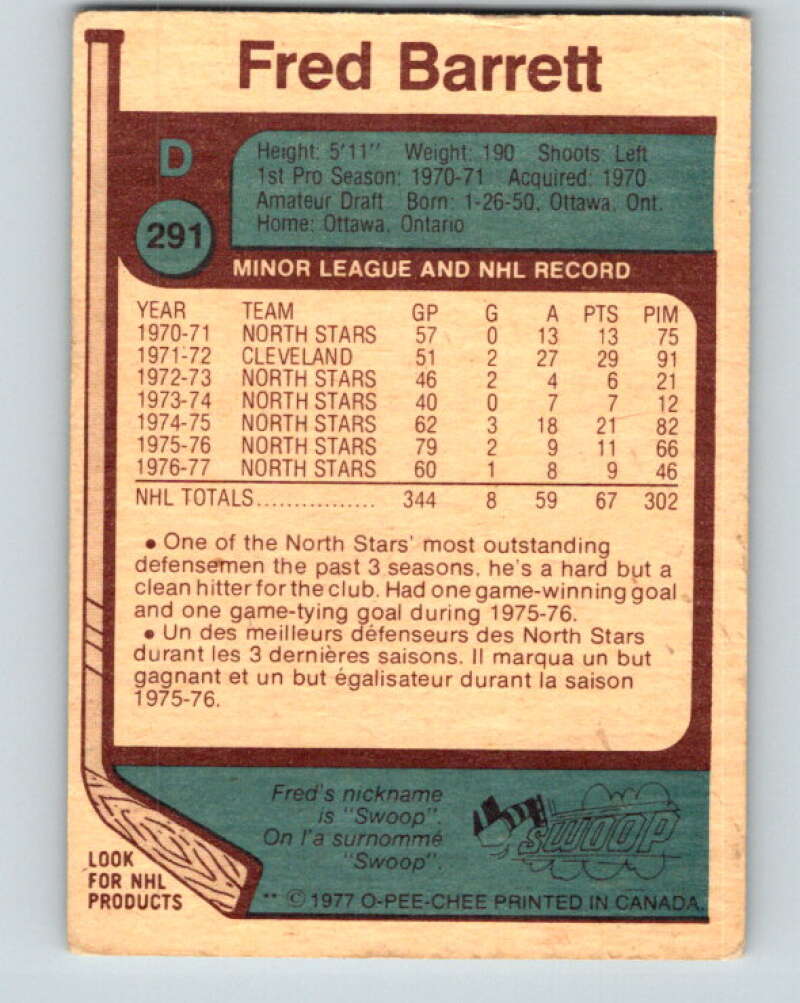 Fred Barrett
D
291
Height: 5'11" Weight: 190 Shoots: Left
1st Pro Season: 1970-71 Acquired: 1970
Amateur Draft Born: 1-26-50, Ottawa, Ont.
Home: Ottawa, Ontario
MINOR LEAGUE AND NHL RECORD
YEAR TEAM GP G A PTS PIM
1970-71 NORTH STARS 57 0 13 13 75
1971-72 CLEVELAND 51 2 27 29 91
1972-73 NORTH STARS 46 2 4 6 21
1973-74 NORTH STARS 40 0 7 7 12
1974-75 NORTH STARS 62 3 18 21 82
1975-76 NORTH STARS 79 2 9 11 66
1976-77 NORTH STARS 60 1 8 9 46
NHL TOTALS................ 344 8 59 67 302
• One of the North Stars' most outstanding
defensemen the past 3 seasons, he's a hard but a
clean hitter for the club. Had one game-winning goal
and one game-tying goal during 1975-76.
• Un des meilleurs défenseurs des North Stars
durant les 3 dernières saisons. Il marqua un but
gagnant et un but égalisateur durant la saison
1975-76.
Fred's nickname
is "Swoop".
On l'a surnommé
"Swoop".
SWOOP
LOOK
FOR NHL
PRODUCTS
** © 1977 O-PEE-CHEE PRINTED IN CANADA.